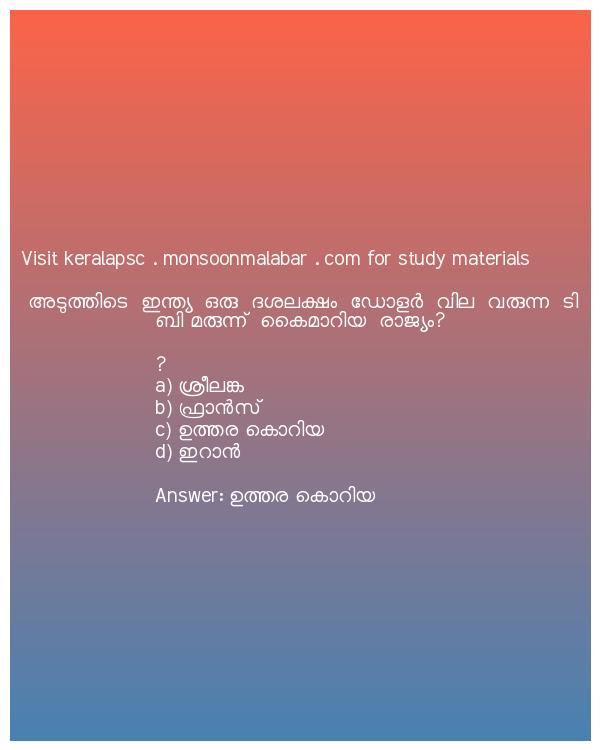 Visit keralapsc . monsoonmalabar . com for study materials
അടുത്തിടെ ഇന്ത്യ ഒരു ദശലക്ഷം ഡോളർ വില വരുന്ന ടി
ബി മരുന്ന് കൈമാറിയ രാജ്യം?
?
a) ശ്രീലങ്ക
b) ഫ്രാൻസ്
c) ഉത്തര കൊറിയ
d) ഇറാൻ
Answer: ഉത്തര കൊറിയ